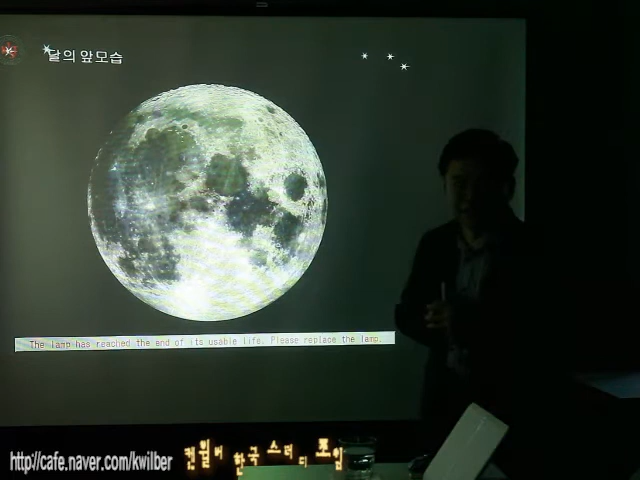 달의 앞모습
The lamp has reached the end of its usable life. Please replace the lamp.
http://cafe.naver.com/kwilber
켄윌버 한국 스터디 모임